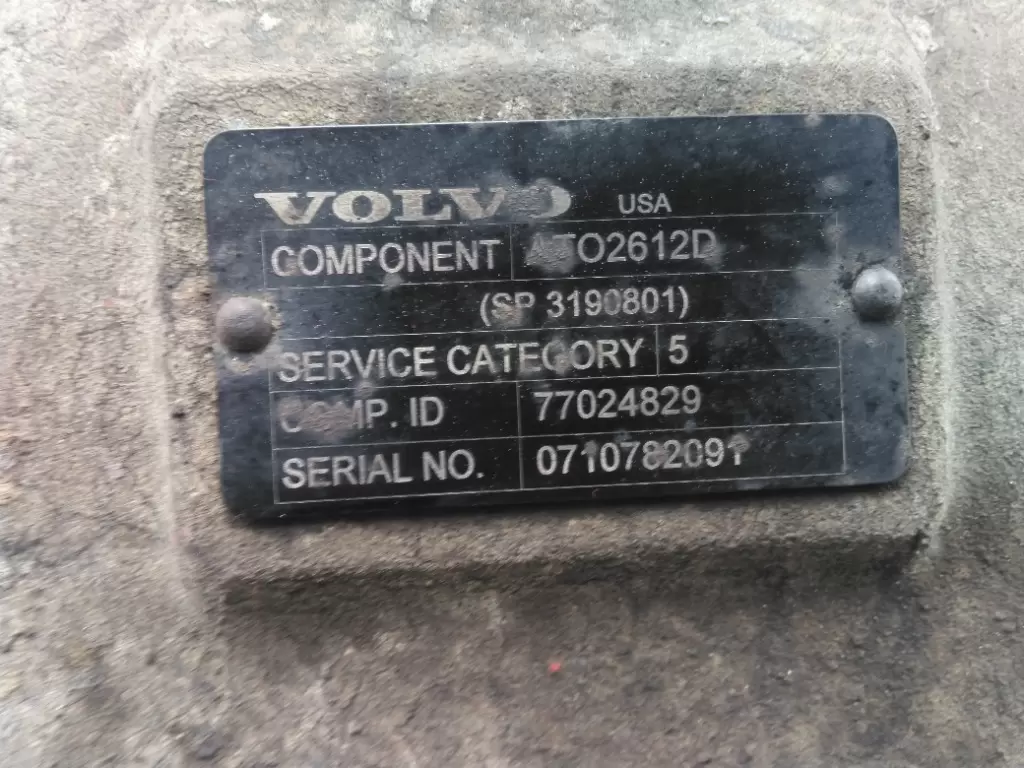 VOLVO USA
COMPONENT ATO2612D
(SP 3190801)
SERVICE CATEGORY 5
COMP. ID 77024829
SERIAL NO. 0710782091